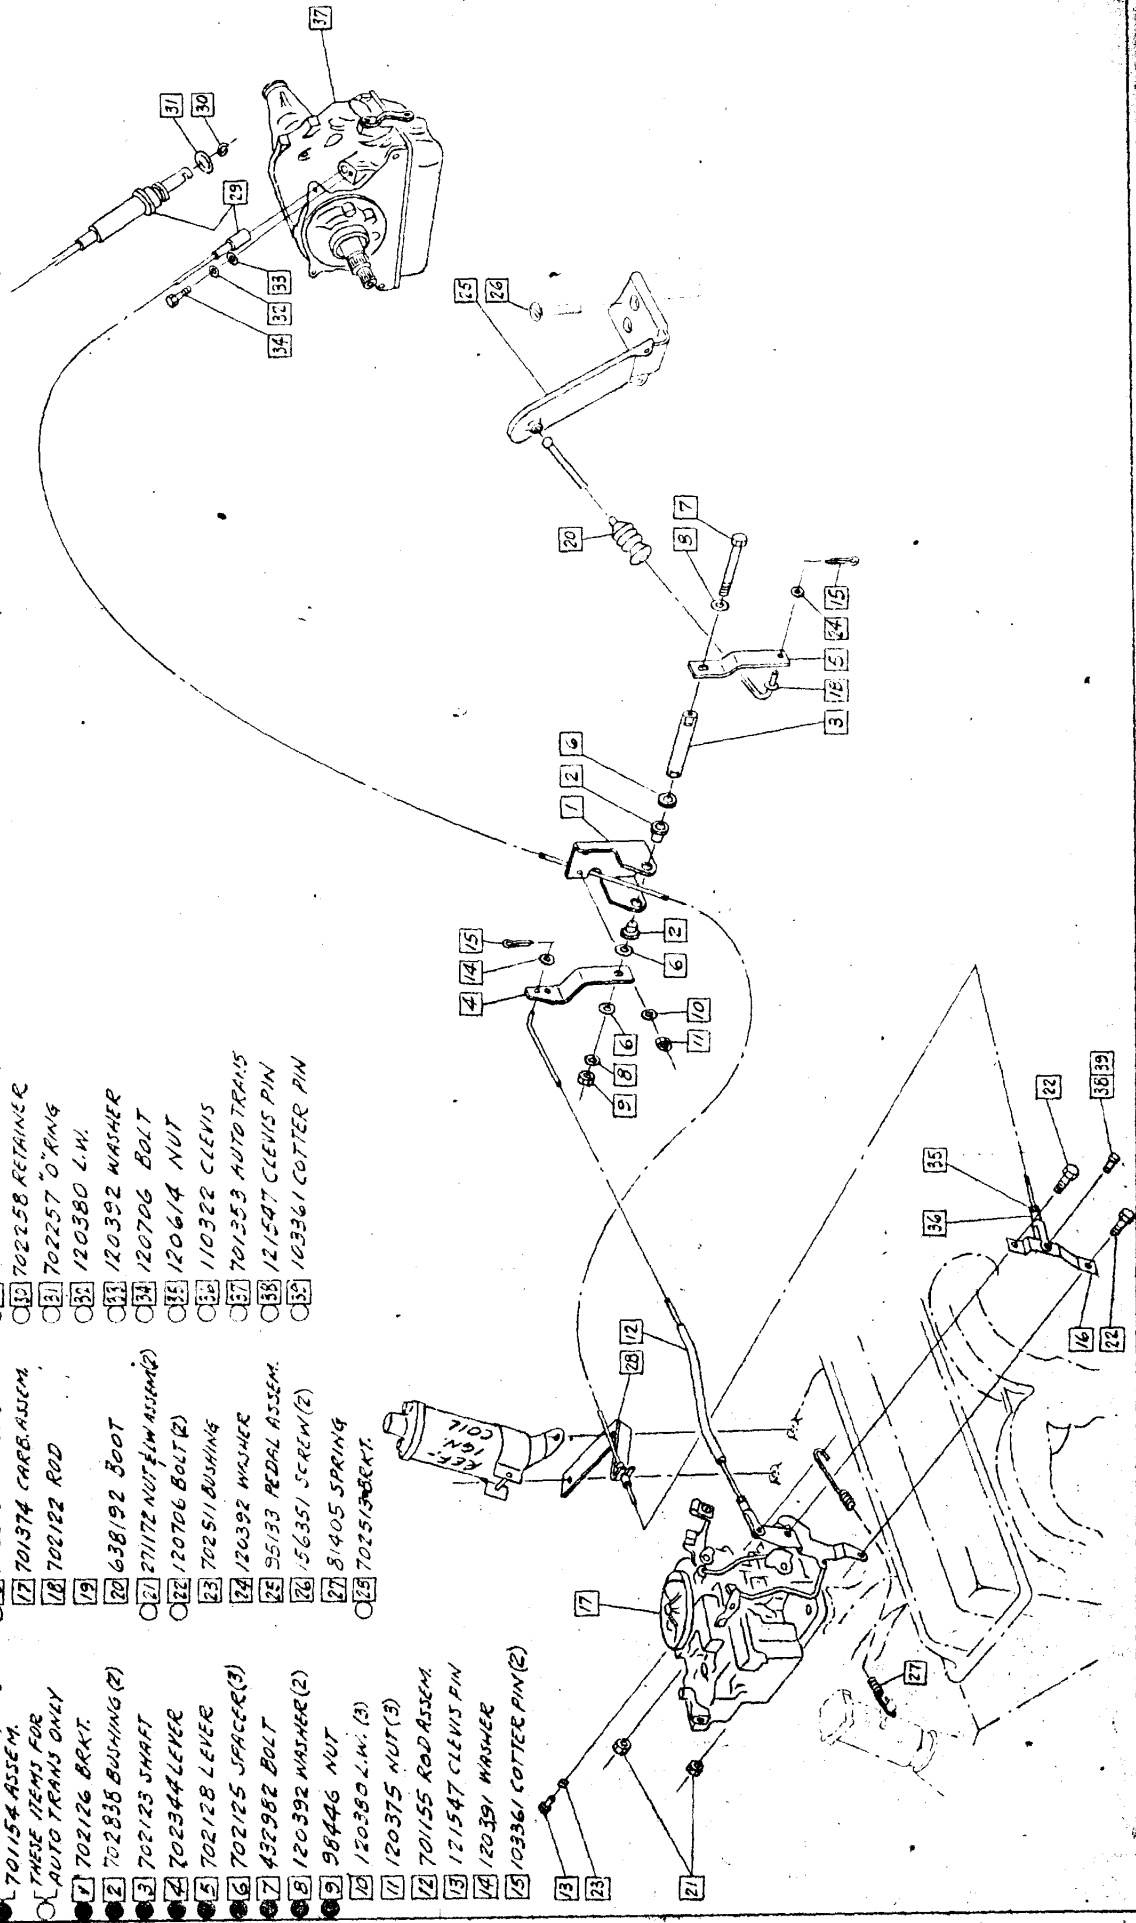 701154 ASSEM.
THESE ITEMS FOR
AUTO TRANS ONLY
1 702126 BRKT.
2 702838 BUSHING(2)
3 702123 SHAFT
4 702344 LEVER
5 702128 LEVER
6 702125 SPACER(3)
7 432982 BOLT
8 120392 WASHER(2)
9 98446 NUT
10 120380 L.W.(3)
11 120375 NUT(3)
12 701155 ROD ASSEM.
13 121547 CLEVIS PIN
14 120391 WASHER
15 103361 COTTER PIN(2)
17 701374 CARB. ASSEM.
18 702122 ROD
19
20 638192 BOOT
21 271172 NUT & LW ASSEM(2)
22 120706 BOLT(2)
23 702511 BUSHING
24 120392 WASHER
25 95133 PEDAL ASSEM.
26 156351 SCREW(2)
27 81405 SPRING
28 702513 BRKT.
30 702258 RETAINER
31 702257 "O" RING
32 120380 L.W.
33 120392 WASHER
34 120706 BOLT
35 120614 NUT
36 110322 CLEVIS
37 701353 AUTO TRANS
38 121547 CLEVIS PIN
39 103361 COTTER PIN
37
31
30
29
33
32
34
25
26
20
7
8
15
24
5
18
3
6
2
1
15
14
4
2
6
10
11
6
8
9
12
28
REF.
IGN
COIL
17
13
23
21
27
35
36
22
38 39
16
22